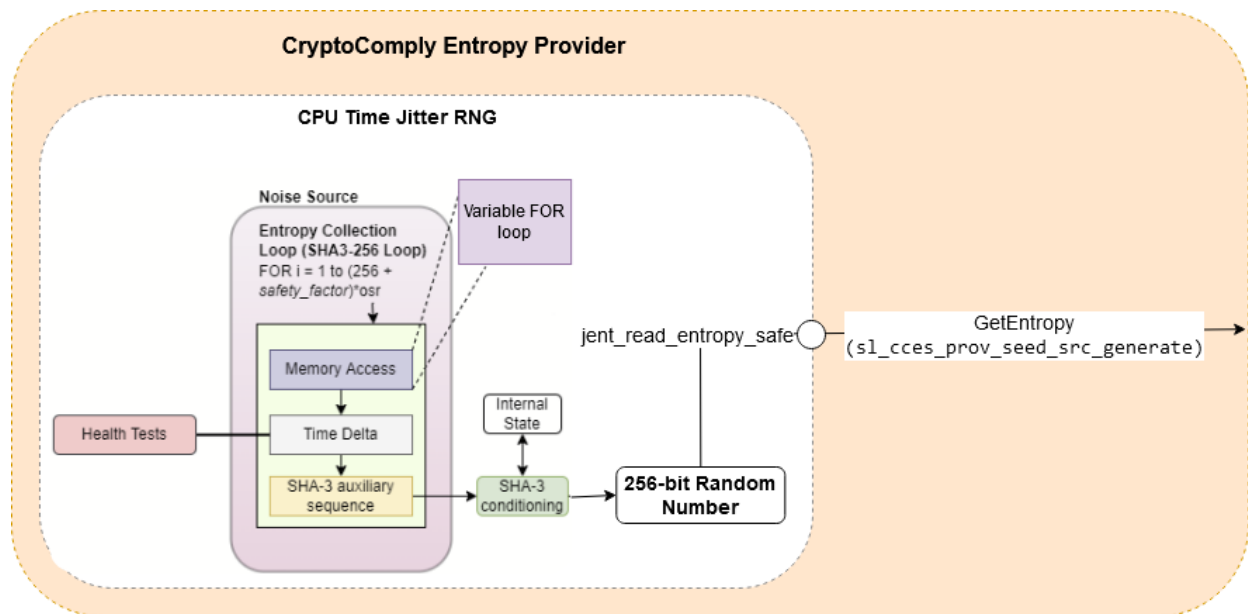 CryptoComply Entropy Provider
CPU Time Jitter RNG
Noise Source
Entropy Collection
Loop (SHA3-256 Loop)
FOR i = 1 to (256 +
safety_factor)*osr
Variable FOR
loop
Memory Access
Time Delta
SHA-3 auxiliary
sequence
Health Tests
Internal
State
SHA-3
conditioning
256-bit Random
Number
jent_read_entropy_safe
GetEntropy
(sl_cces_prov_seed_src_generate)